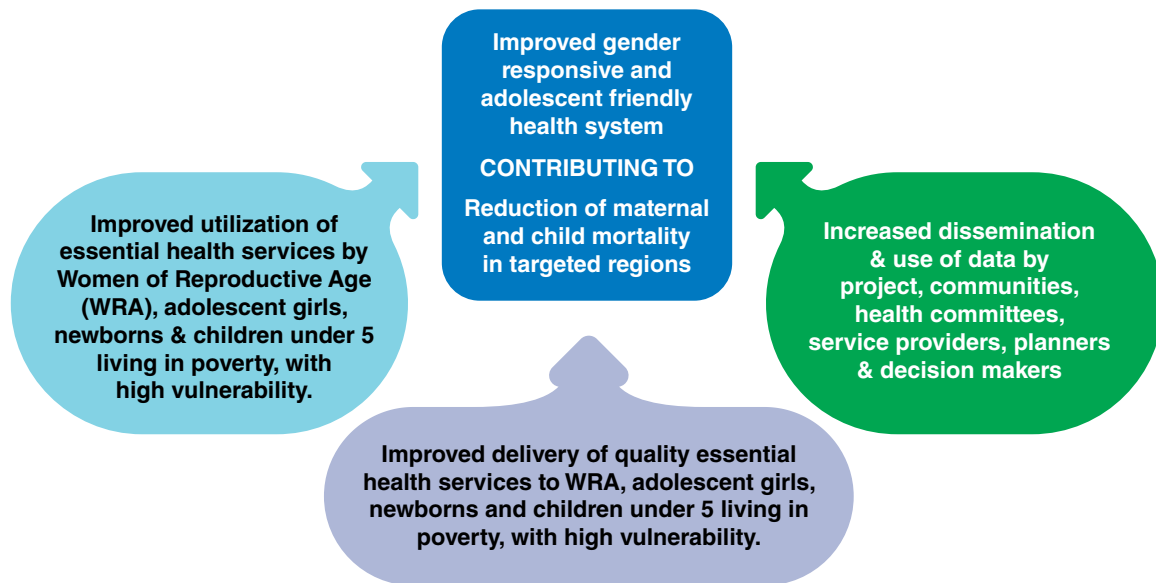 Improved gender
responsive and
adolescent friendly
health system
CONTRIBUTING TO
Reduction of maternal
and child mortality
in targeted regions
Improved utilization of
essential health services by
Women of Reproductive Age
(WRA), adolescent girls,
newborns & children under 5
living in poverty, with
high vulnerability.
Increased dissemination
& use of data by
project, communities,
health committees,
service providers, planners
& decision makers
Improved delivery of quality essential
health services to WRA, adolescent girls,
newborns and children under 5 living in
poverty, with high vulnerability.